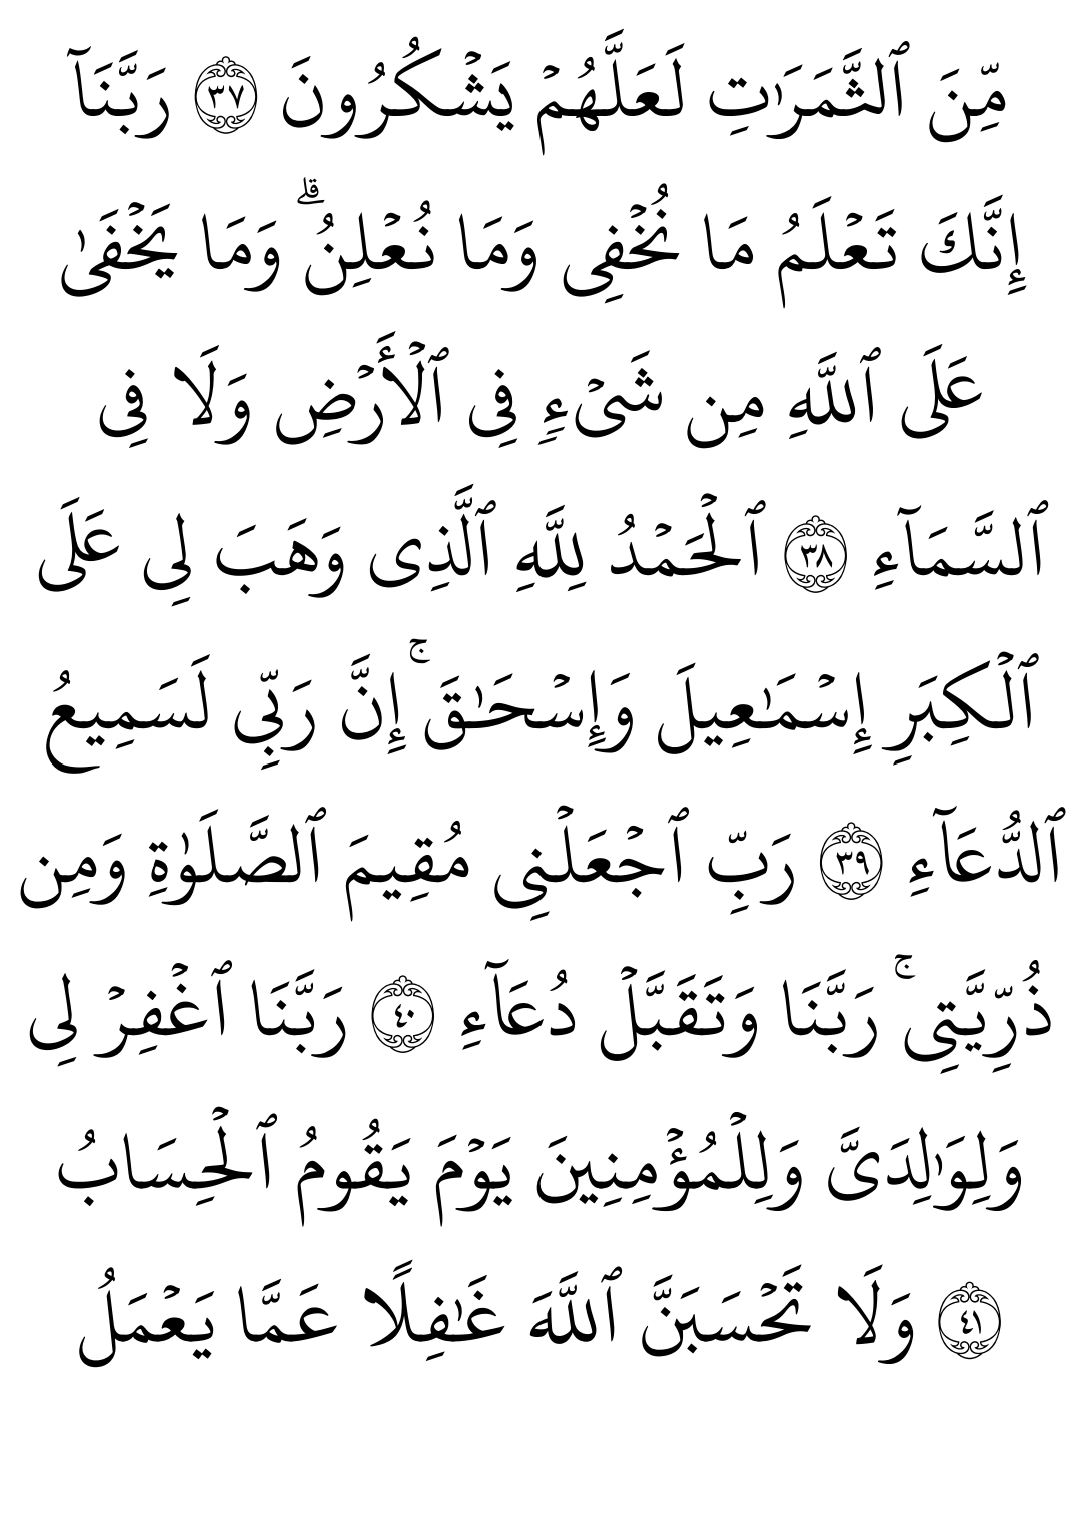 مِّنَ ٱلثَّمَرَٰتِ لَعَلَّهُمْ يَشْكُرُونَ ٣٧ رَبَّنَآ
إِنَّكَ تَعْلَمُ مَا نُخْفِى وَمَا نُعْلِنُ ۗ وَمَا يَخْفَىٰ
عَلَى ٱللَّهِ مِن شَىْءٍ فِى ٱلْأَرْضِ وَلَا فِى
ٱلسَّمَآءِ ٣٨ ٱلْحَمْدُ لِلَّهِ ٱلَّذِى وَهَبَ لِى عَلَى
ٱلْكِبَرِ إِسْمَـٰعِيلَ وَإِسْحَـٰقَ ۚ إِنَّ رَبِّى لَسَمِيعُ
ٱلدُّعَآءِ ٣٩ رَبِّ ٱجْعَلْنِى مُقِيمَ ٱلصَّلَوٰةِ وَمِن
ذُرِّيَّتِى ۚ رَبَّنَا وَتَقَبَّلْ دُعَآءِ ٤٠ رَبَّنَا ٱغْفِرْ لِى
وَلِوَٰلِدَىَّ وَلِلْمُؤْمِنِينَ يَوْمَ يَقُومُ ٱلْحِسَابُ
٤١ وَلَا تَحْسَبَنَّ ٱللَّهَ غَـٰفِلًا عَمَّا يَعْمَلُ